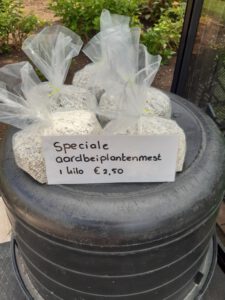 Speciale
aardbeiplantenmest
1 kilo € 2,50